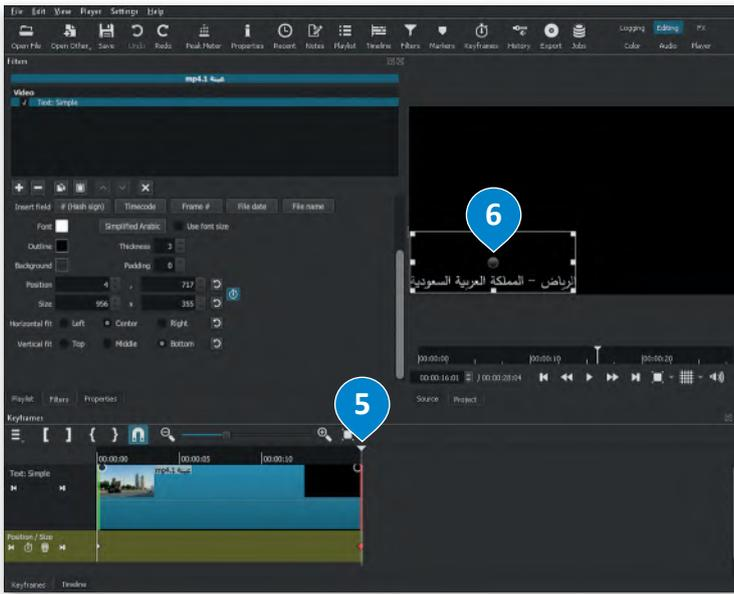 File Edit View Player Settings Help
Open File Open Other.. Save Undo Redo Peak Meter Properties Recent Notes Playlist Timeline Filters Markers Keyframes History Export Jobs
Logging Editing FX
Color Audio Player
Filters
عينة 1.mp4
Video
Text: Simple
Insert field # (Hash sign) Timecode Frame # File date File name
Font Simplified Arabic Use font size
Outline Thickness 3
Background Padding 0
Position 4 , 717
Size 956 x 355
Horizontal fit Left Center Right
Vertical fit Top Middle Bottom
6
الرياض – المملكة العربية السعودية
00:00:00 00:00:10 00:00:20
00:00:16:01 / 00:00:28:04
Playlist Filters Properties
Source Project
5
Keyframes
00:00:00 00:00:05 00:00:10
Text: Simple
عينة 1.mp4
Position / Size
Keyframes Timeline